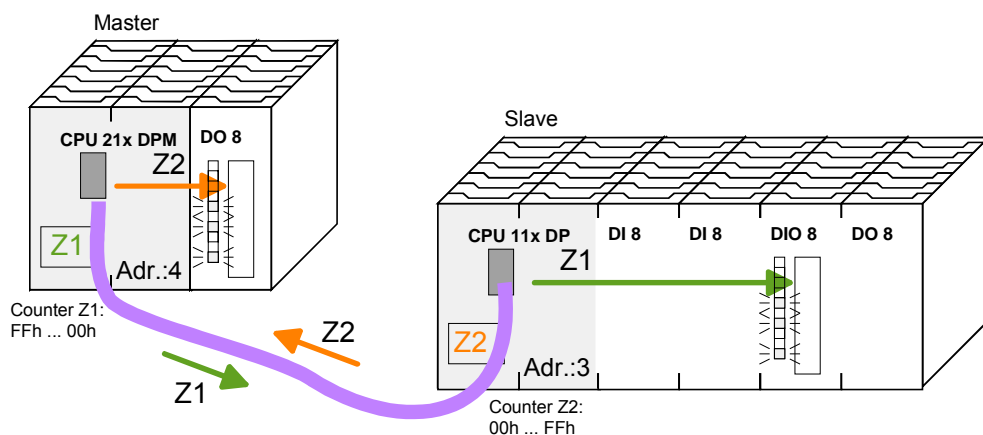 Master
CPU 21x DPM
DO 8
Z2
Z1
Adr.:4
Counter Z1:
FFh ... 00h
Z2
Z1
Slave
CPU 11x DP
DI 8
DI 8
DIO 8
DO 8
Z1
Z2
Adr.:3
Counter Z2:
00h ... FFh